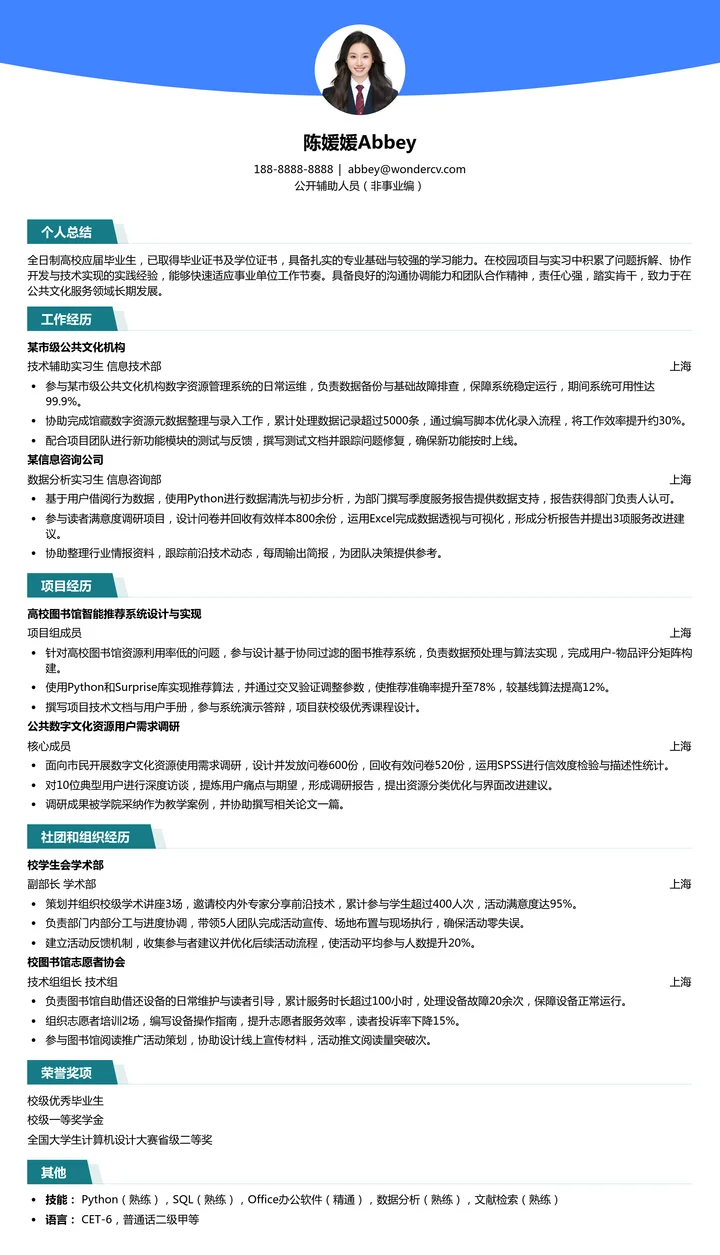 陈媛媛Abbey
188-8888-8888 | abbey@wondercv.com
公开辅助人员（非事业编）
个人总结
全日制高校应届毕业生，已取得毕业证书及学位证书，具备扎实的专业基础与较强的学习能力。在校园项目与实习中积累了问题拆解、协作
开发与技术实现的实践经验，能够快速适应事业单位工作节奏。具备良好的沟通协调能力和团队合作精神，责任心强，踏实肯干，致力于在
公共文化服务领域长期发展。
工作经历
某市级公共文化机构
技术辅助实习生 信息技术部 上海
• 参与某市级公共文化机构数字资源管理系统的日常运维，负责数据备份与基础故障排查，保障系统稳定运行，期间系统可用性达
99.9%。
• 协助完成馆藏数字资源元数据整理与录入工作，累计处理数据记录超过5000条，通过编写脚本优化录入流程，将工作效率提升约30%。
• 配合项目团队进行新功能模块的测试与反馈，撰写测试文档并跟踪问题修复，确保新功能按时上线。
某信息咨询公司
数据分析实习生 信息咨询部 上海
• 基于用户借阅行为数据，使用Python进行数据清洗与初步分析，为部门撰写季度服务报告提供数据支持，报告获得部门负责人认可。
• 参与读者满意度调研项目，设计问卷并回收有效样本800余份，运用Excel完成数据透视与可视化，形成分析报告并提出3项服务改进建
议。
• 协助整理行业情报资料，跟踪前沿技术动态，每周输出简报，为团队决策提供参考。
项目经历
高校图书馆智能推荐系统设计与实现
项目组成员 上海
• 针对高校图书馆资源利用率低的问题，参与设计基于协同过滤的图书推荐系统，负责数据预处理与算法实现，完成用户-物品评分矩阵构
建。
• 使用Python和Surprise库实现推荐算法，并通过交叉验证调整参数，使推荐准确率提升至78%，较基线算法提高12%。
• 撰写项目技术文档与用户手册，参与系统演示答辩，项目获校级优秀课程设计。
公共数字文化资源用户需求调研
核心成员 上海
• 面向市民开展数字文化资源使用需求调研，设计并发放问卷600份，回收有效问卷520份，运用SPSS进行信效度检验与描述性统计。
• 对10位典型用户进行深度访谈，提炼用户痛点与期望，形成调研报告，提出资源分类优化与界面改进建议。
• 调研成果被学院采纳作为教学案例，并协助撰写相关论文一篇。
社团和组织经历
校学生会学术部
副部长 学术部 上海
• 策划并组织校级学术讲座3场，邀请校内外专家分享前沿技术，累计参与学生超过400人次，活动满意度达95%。
• 负责部门内部分工与进度协调，带领5人团队完成活动宣传、场地布置与现场执行，确保活动零失误。
• 建立活动反馈机制，收集参与者建议并优化后续活动流程，使活动平均参与人数提升20%。
校图书馆志愿者协会
技术组组长 技术组 上海
• 负责图书馆自助借还设备的日常维护与读者引导，累计服务时长超过100小时，处理设备故障20余次，保障设备正常运行。
• 组织志愿者培训2场，编写设备操作指南，提升志愿者服务效率，读者投诉率下降15%。
• 参与图书馆阅读推广活动策划，协助设计线上宣传材料，活动推文阅读量突破次。
荣誉奖项
校级优秀毕业生
校级一等奖学金
全国大学生计算机设计大赛省级二等奖
其他
• 技能： Python（熟练），SQL（熟练），Office办公软件（精通），数据分析（熟练），文献检索（熟练）
• 语言： CET-6，普通话二级甲等